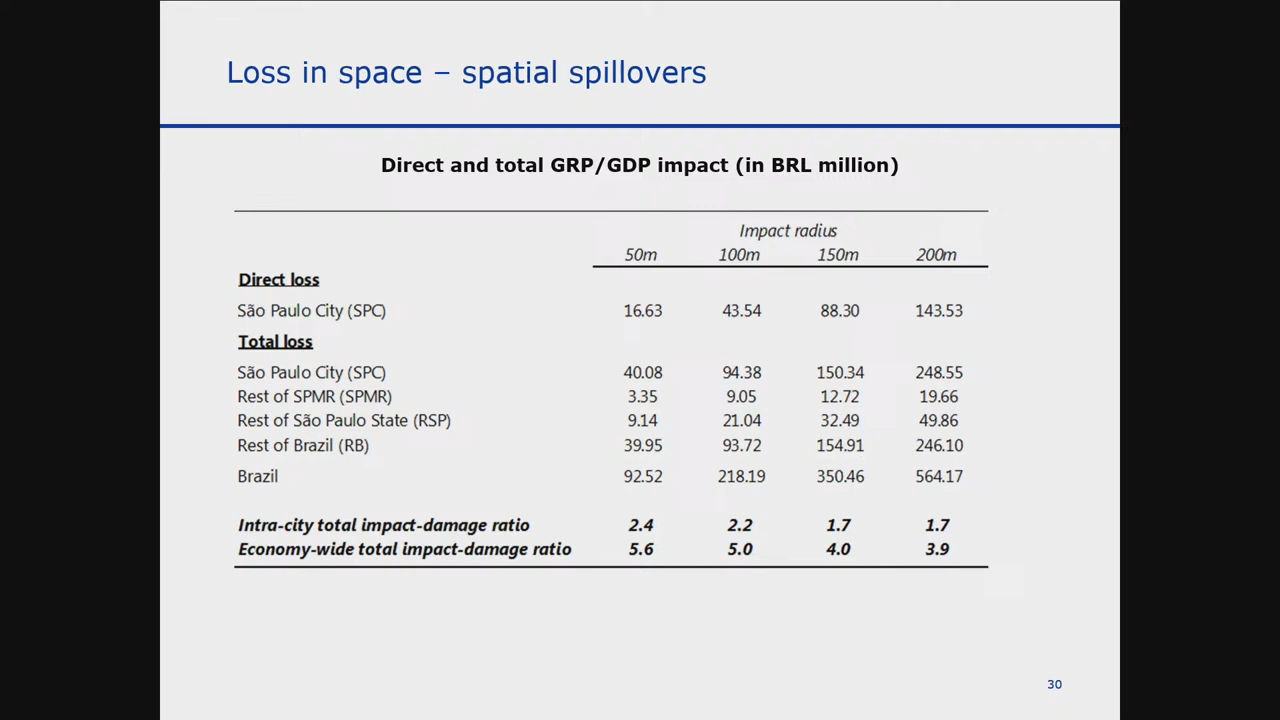 Loss in space – spatial spillovers
Direct and total GRP/GDP impact (in BRL million)
Impact radius
50m 100m 150m 200m
Direct loss
São Paulo City (SPC) 16.63 43.54 88.30 143.53
Total loss
São Paulo City (SPC) 40.08 94.38 150.34 248.55
Rest of SPMR (SPMR) 3.35 9.05 12.72 19.66
Rest of São Paulo State (RSP) 9.14 21.04 32.49 49.86
Rest of Brazil (RB) 39.95 93.72 154.91 246.10
Brazil 92.52 218.19 350.46 564.17
Intra-city total impact-damage ratio 2.4 2.2 1.7 1.7
Economy-wide total impact-damage ratio 5.6 5.0 4.0 3.9
30